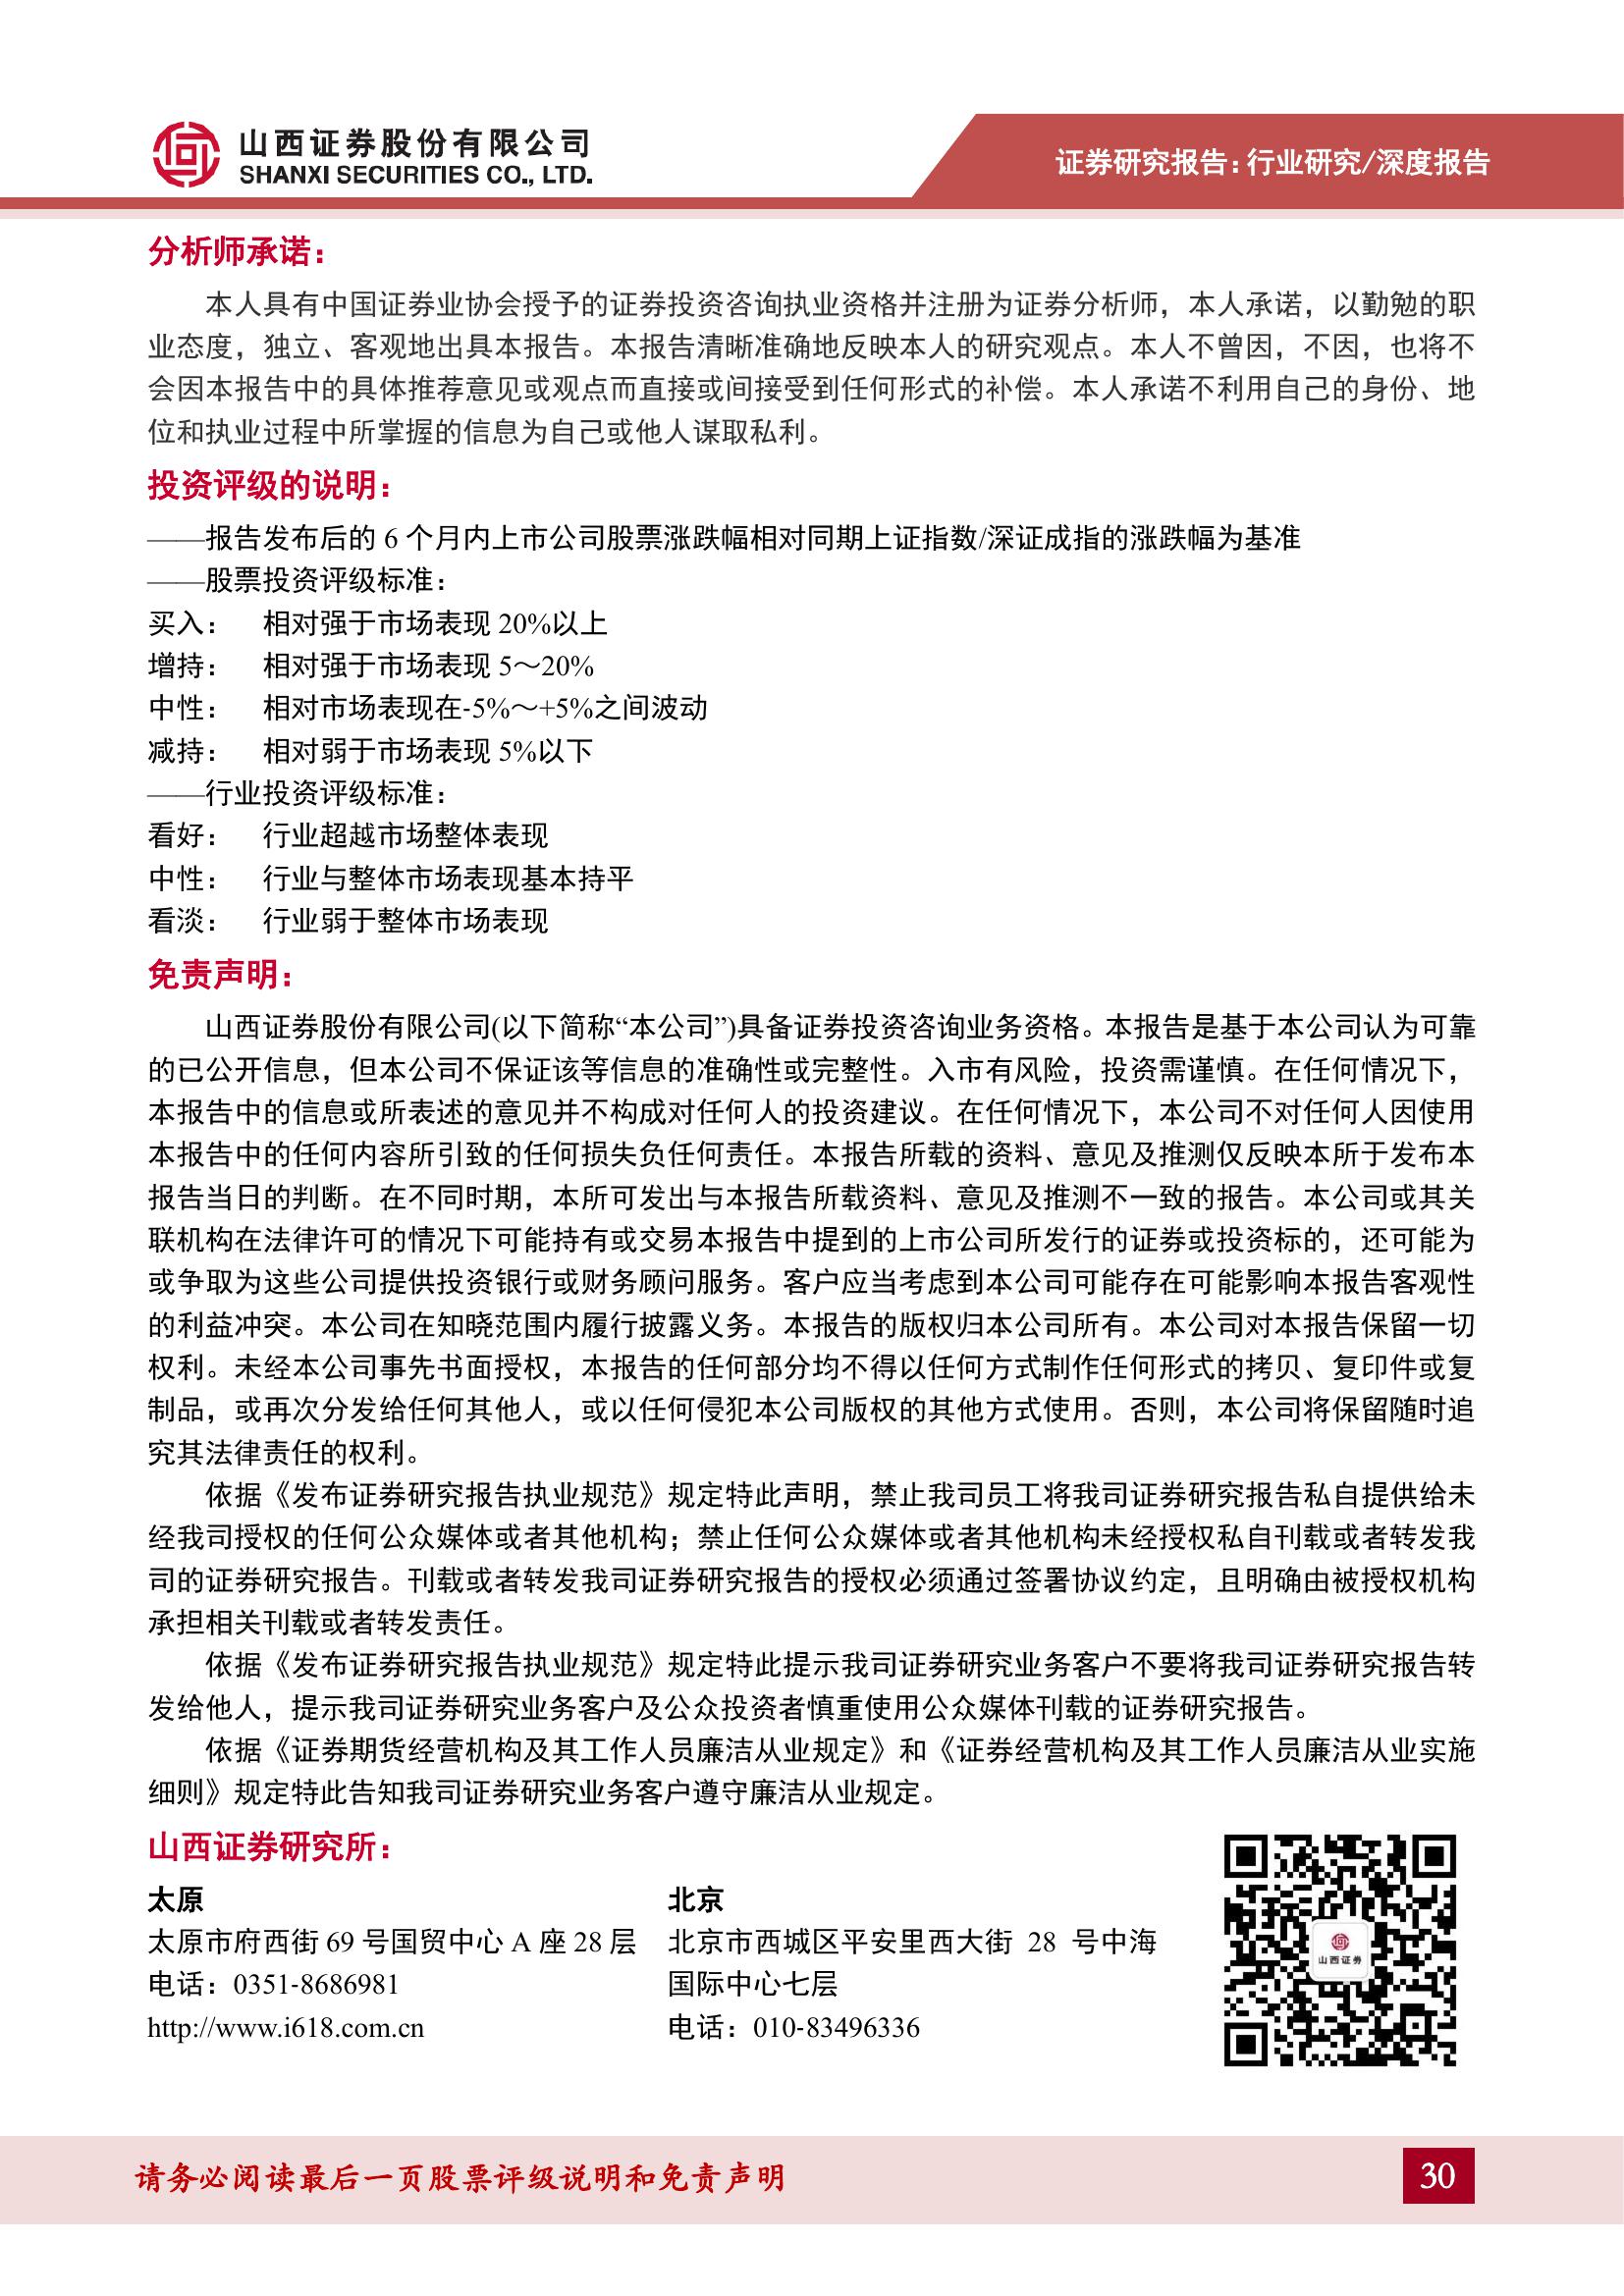 山西证券股份有限公司
SHANXI SECURITIES CO., LTD.
证券研究报告:行业研究/深度报告
分析师承诺：
本人具有中国证券业协会授予的证券投资咨询执业资格并注册为证券分析师，本人承诺，以勤勉的职
业态度，独立、客观地出具本报告。本报告清晰准确地反映本人的研究观点。本人不曾因，不因，也将不
会因本报告中的具体推荐意见或观点而直接或间接受到任何形式的补偿。本人承诺不利用自己的身份、地
位和执业过程中所掌握的信息为自己或他人谋取私利。
投资评级的说明：
——报告发布后的 6 个月内上市公司股票涨跌幅相对同期上证指数/深证成指的涨跌幅为基准
——股票投资评级标准：
买入： 相对强于市场表现 20%以上
增持： 相对强于市场表现 5～20%
中性： 相对市场表现在-5%～+5%之间波动
减持： 相对弱于市场表现 5%以下
——行业投资评级标准：
看好： 行业超越市场整体表现
中性： 行业与整体市场表现基本持平
看淡： 行业弱于整体市场表现
免责声明：
山西证券股份有限公司(以下简称“本公司”)具备证券投资咨询业务资格。本报告是基于本公司认为可靠
的已公开信息，但本公司不保证该等信息的准确性或完整性。入市有风险，投资需谨慎。在任何情况下，
本报告中的信息或所表述的意见并不构成对任何人的投资建议。在任何情况下，本公司不对任何人因使用
本报告中的任何内容所引致的任何损失负任何责任。本报告所载的资料、意见及推测仅反映本所于发布本
报告当日的判断。在不同时期，本所可发出与本报告所载资料、意见及推测不一致的报告。本公司或其关
联机构在法律许可的情况下可能持有或交易本报告中提到的上市公司所发行的证券或投资标的，还可能为
或争取为这些公司提供投资银行或财务顾问服务。客户应当考虑到本公司可能存在可能影响本报告客观性
的利益冲突。本公司在知晓范围内履行披露义务。本报告的版权归本公司所有。本公司对本报告保留一切
权利。未经本公司事先书面授权，本报告的任何部分均不得以任何方式制作任何形式的拷贝、复印件或复
制品，或再次分发给任何其他人，或以任何侵犯本公司版权的其他方式使用。否则，本公司将保留随时追
究其法律责任的权利。
依据《发布证券研究报告执业规范》规定特此声明，禁止我司员工将我司证券研究报告私自提供给未
经我司授权的任何公众媒体或者其他机构；禁止任何公众媒体或者其他机构未经授权私自刊载或者转发我
司的证券研究报告。刊载或者转发我司证券研究报告的授权必须通过签署协议约定，且明确由被授权机构
承担相关刊载或者转发责任。
依据《发布证券研究报告执业规范》规定特此提示我司证券研究业务客户不要将我司证券研究报告转
发给他人，提示我司证券研究业务客户及公众投资者慎重使用公众媒体刊载的证券研究报告。
依据《证券期货经营机构及其工作人员廉洁从业规定》和《证券经营机构及其工作人员廉洁从业实施
细则》规定特此告知我司证券研究业务客户遵守廉洁从业规定。
山西证券研究所：
太原
太原市府西街 69 号国贸中心 A 座 28 层
电话：0351-8686981
http://www.i618.com.cn
北京
北京市西城区平安里西大街 28 号中海
国际中心七层
电话：010-83496336
山西证券
请务必阅读最后一页股票评级说明和免责声明
30